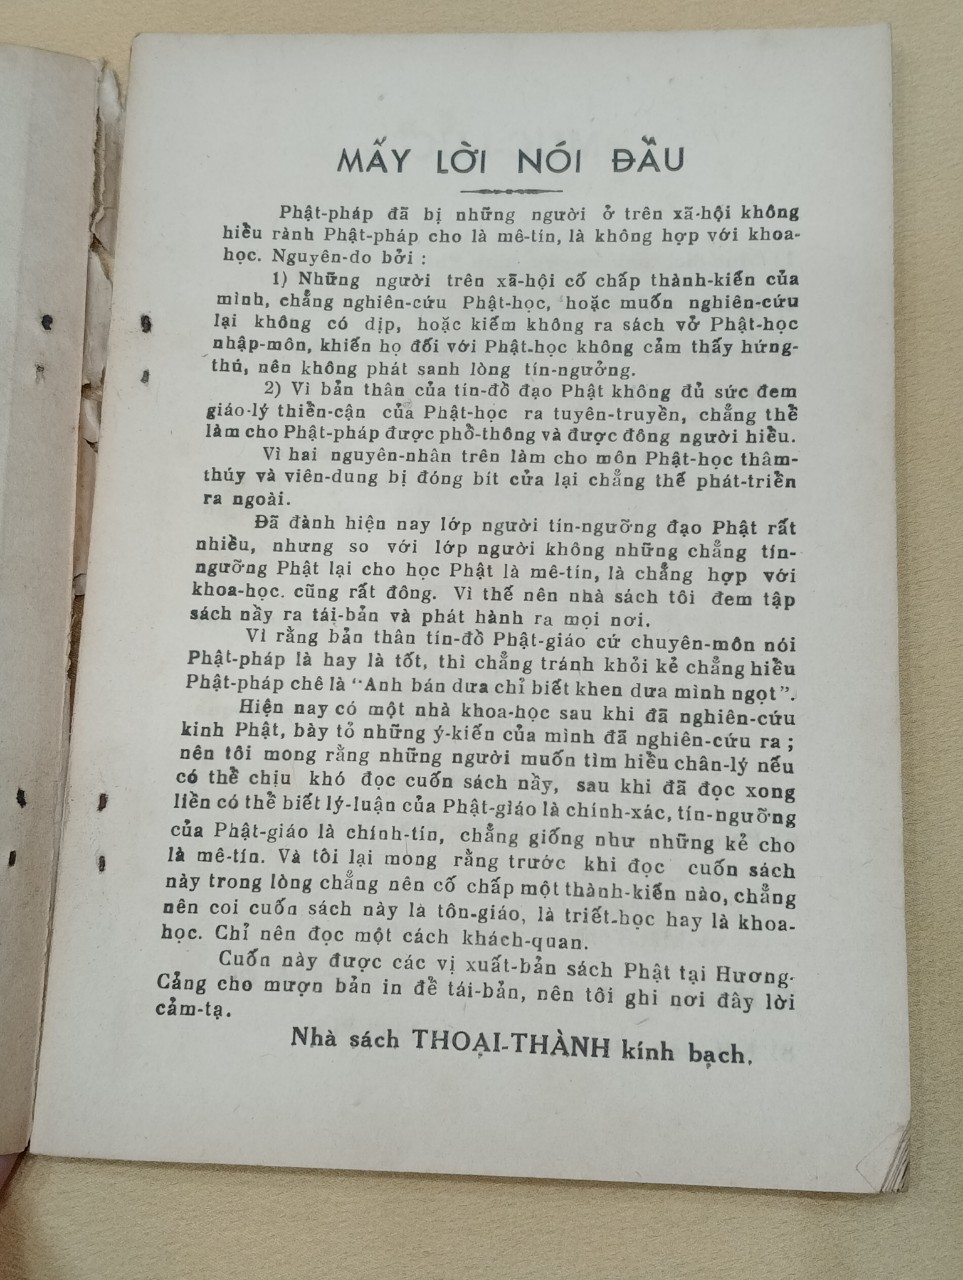 MẤY LỜI NÓI ĐẦU
Phật-pháp đã bị những người ở trên xã-hội không
hiểu rành Phật-pháp cho là mê-tín, là không hợp với khoa-
học. Nguyên-do bởi :
1) Những người trên xã-hội cố chấp thành-kiến của
mình, chẳng nghiên-cứu Phật-học, hoặc muốn nghiên-cứu
lại không có dịp, hoặc kiếm không ra sách vở Phật-học
nhập-môn, khiến họ đối với Phật-học không cảm thấy hứng-
thú, nên không phát sanh lòng tín-ngưởng.
2) Vì bản thân của tín-đồ đạo Phật không đủ sức đem
giáo-lý thiền-cận của Phật-học ra tuyên-truyền, chẳng thể
làm cho Phật-pháp được phổ-thông và được đông người hiểu.
Vì hai nguyên-nhân trên làm cho môn Phật-học thâm-
thúy và viên-dung bị đóng bít cửa lại chẳng thể phát-triển
ra ngoài.
Đã đành hiện nay lớp người tín-ngưỡng đạo Phật rất
nhiều, nhưng so với lớp người không những chẳng tín-
ngưỡng Phật lại cho học Phật là mê-tín, là chẳng hợp với
khoa-học. cũng rất đông. Vì thế nên nhà sách tôi đem tập
sách nầy ra tái-bản và phát hành ra mọi nơi.
Vì rằng bản thân tín-đồ Phật-giáo cứ chuyên-môn nói
Phật-pháp là hay là tốt, thì chẳng tránh khỏi kẻ chẳng hiểu
Phật-pháp chê là “Anh bán dưa chỉ biết khen dưa mình ngọt”.
Hiện nay có một nhà khoa-học sau khi đã nghiên-cứu
kinh Phật, bày tỏ những ý-kiến của mình đã nghiên-cứu ra ;
nên tôi mong rằng những người muốn tìm hiểu chân-lý nếu
có thể chịu khó đọc cuốn sách nầy, sau khi đã đọc xong
liền có thể biết lý-luận của Phật-giáo là chính-xác, tín-ngưỡng
của Phật-giáo là chính-tín, chẳng giống như những kẻ cho
là mê-tín. Và tôi lại mong rằng trước khi đọc cuốn sách
này trong lòng chẳng nên cố chấp một thành-kiến nào, chẳng
nên coi cuốn sách này là tôn-giáo, là triết-học hay là khoa-
học. Chỉ nên đọc một cách khách-quan.
Cuốn này được các vị xuất-bản sách Phật tại Hương-
Cảng cho mượn bản in để tái-bản, nên tôi ghi nơi đây lời
cảm-tạ.
Nhà sách THOẠI-THÀNH kính bạch.